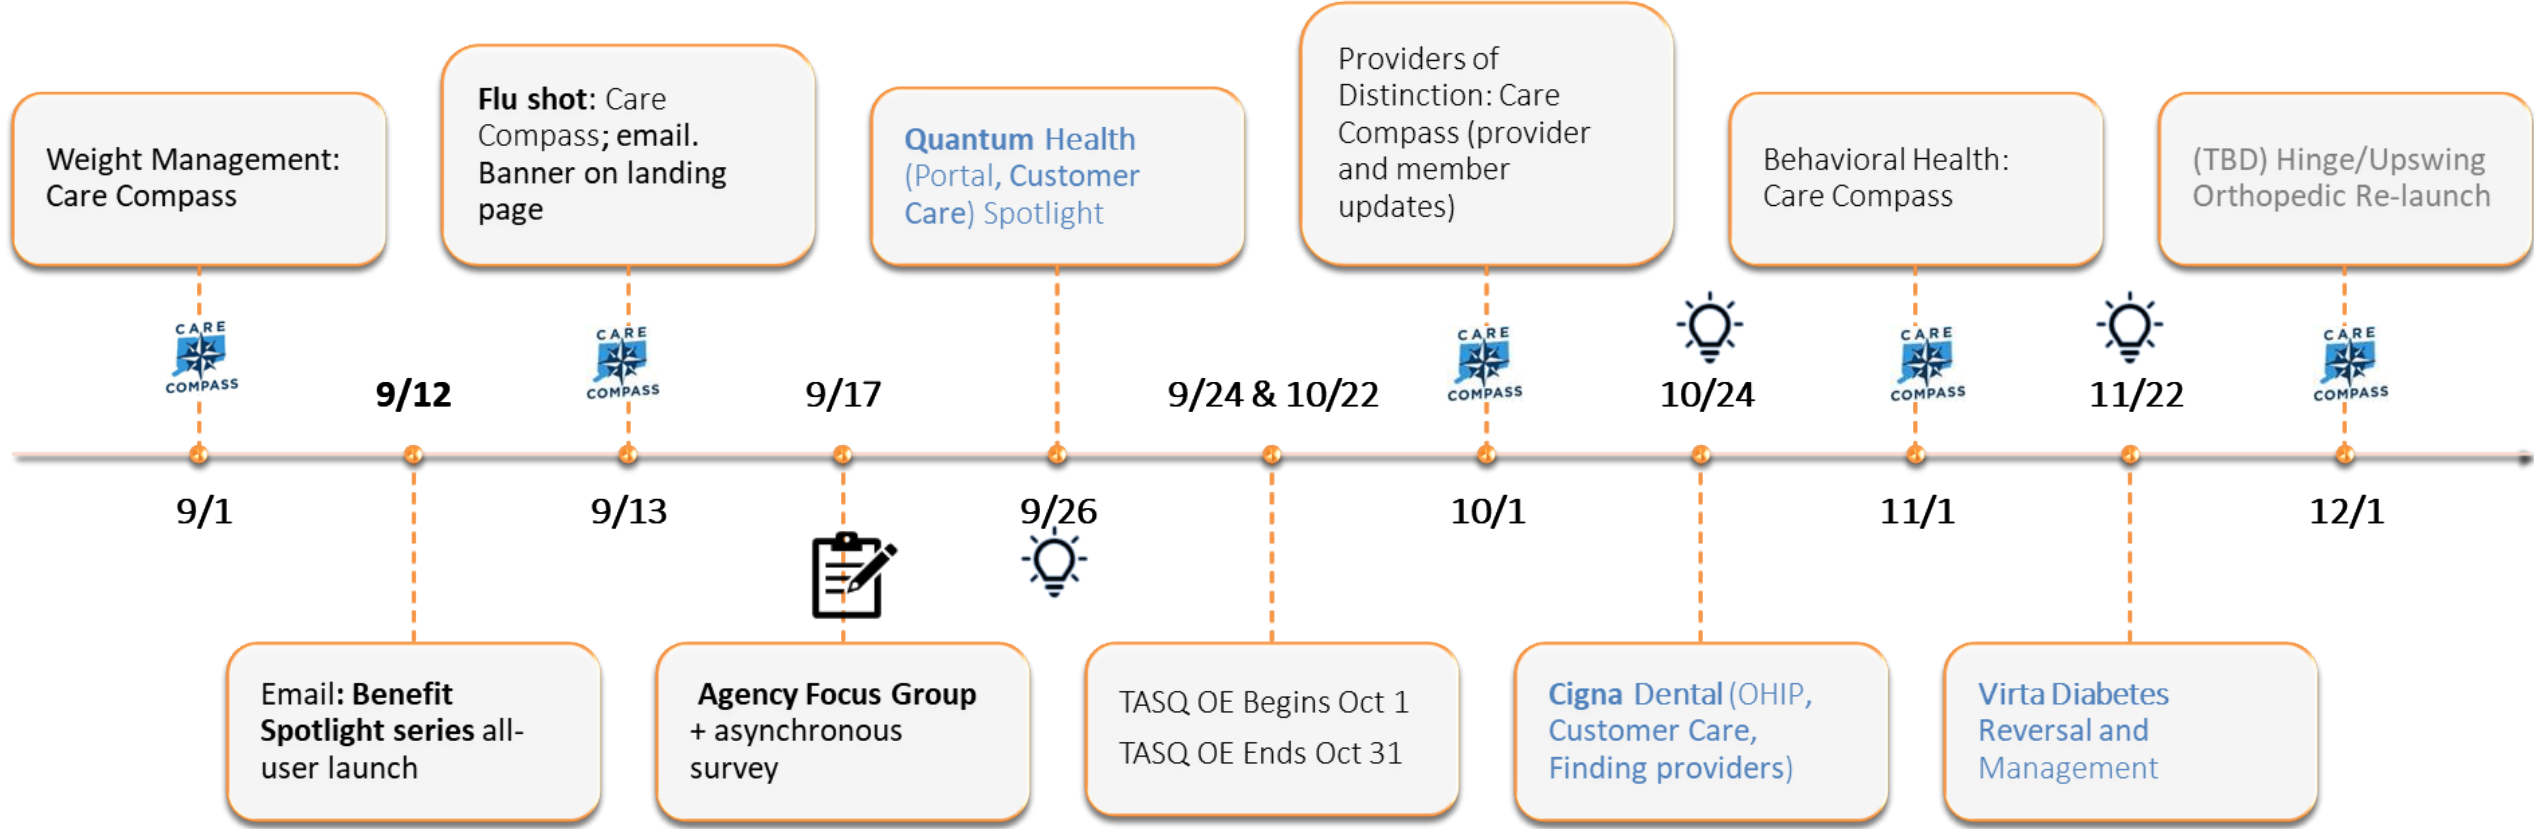 Weight Management:
Care Compass
Flu shot: Care
Compass; email.
Banner on landing
page
Quantum Health
(Portal, Customer
Care) Spotlight
Providers of
Distinction: Care
Compass (provider
and member
updates)
Behavioral Health:
Care Compass
(TBD) Hinge/Upswing
Orthopedic Re-launch
CARE
COMPASS
9/12
CARE
COMPASS
9/17
9/24 & 10/22
CARE
COMPASS
10/24
CARE
COMPASS
11/22
CARE
COMPASS
9/1
9/13
9/26
10/1
11/1
12/1
Email: Benefit
Spotlight series all-
user launch
Agency Focus Group
+ asynchronous
survey
TASQ OE Begins Oct 1
TASQ OE Ends Oct 31
Cigna Dental (OHIP,
Customer Care,
Finding providers)
Virta Diabetes
Reversal and
Management